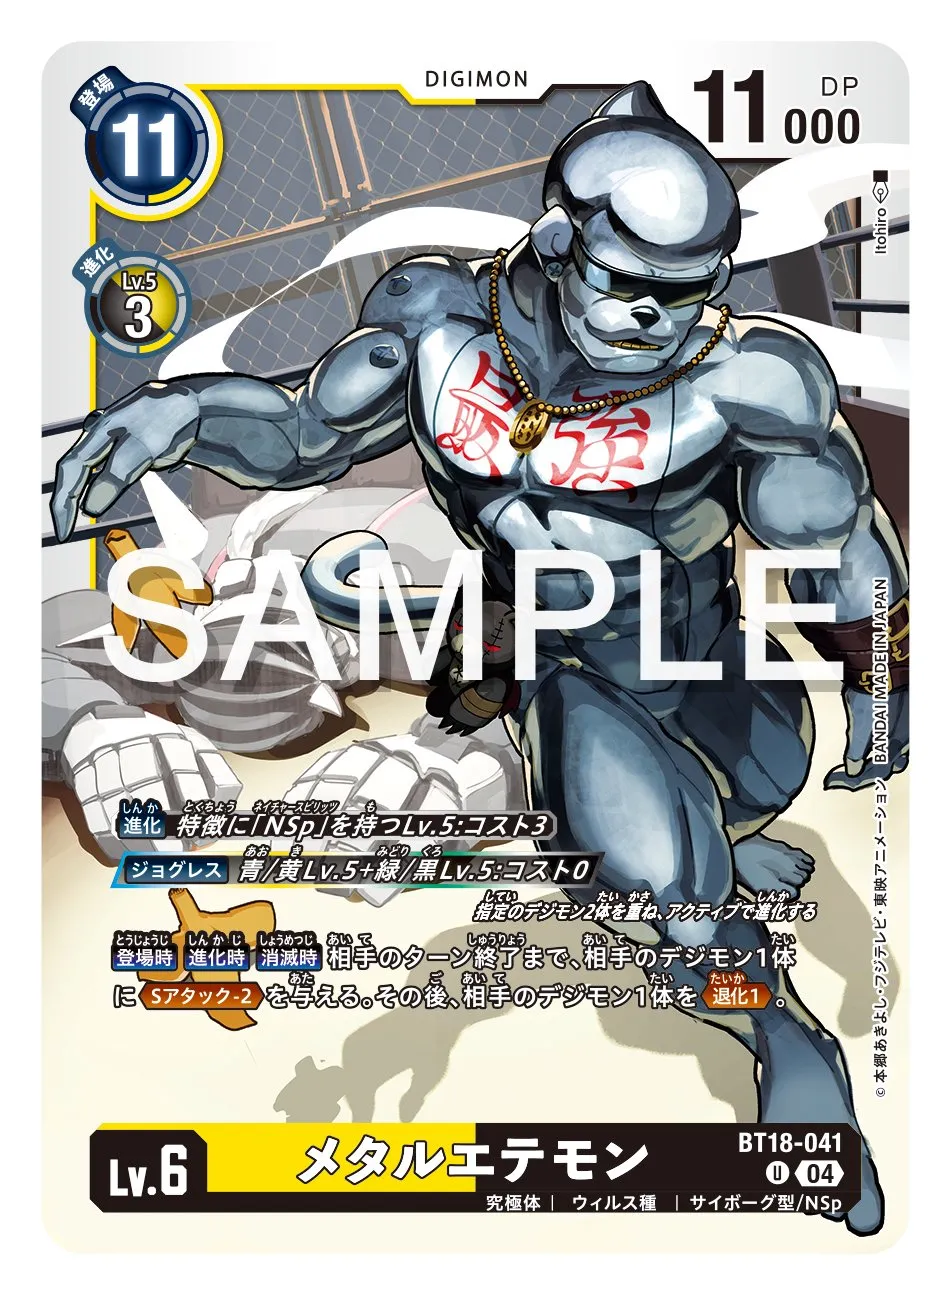 DIGIMON
登場
11
11000
DP
進化
Lv.5
3
Itohiro
最強
SAMPLE
BANDAI MADE IN JAPAN
進化 特徴に「NSp」を持つLv.5:コスト3
ジョグレス 青/黄Lv.5+緑/黒Lv.5:コスト0
指定のデジモン2体を重ね、アクティブで進化する
登場時 進化時 消滅時 相手のターン終了まで、相手のデジモン1体
に Sアタック-2 を与える。その後、相手のデジモン1体を 退化1 。
© 本郷あきよし・フジテレビ・東映アニメーション
Lv.6
メタルエテモン
BT18-041
U 04
究極体 | ウィルス種 | サイボーグ型/NSp